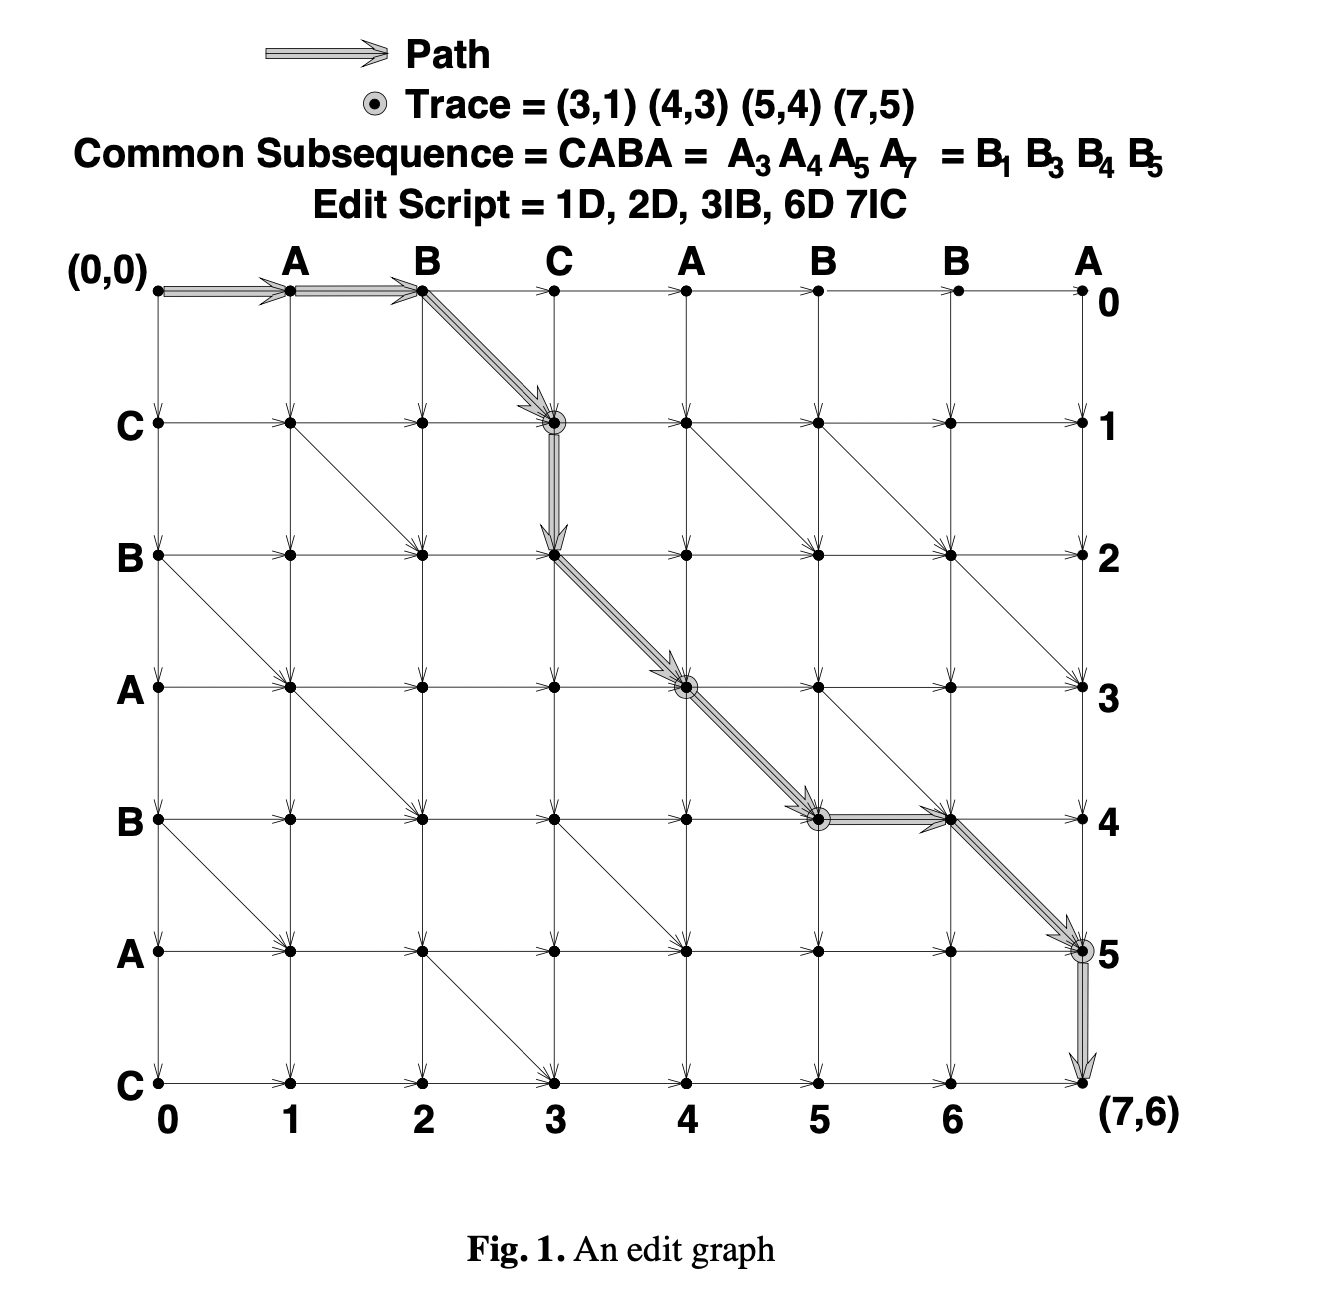 Path
Trace = (3,1) (4,3) (5,4) (7,5)
Common Subsequence = CABA = A3 A4 A5 A7 = B1 B3 B4 B5
Edit Script = 1D, 2D, 3IB, 6D 7IC
(0,0) A B C A B B A
0
C 1
B 2
A 3
B 4
A 5
C
0 1 2 3 4 5 6 (7,6)
Fig. 1. An edit graph